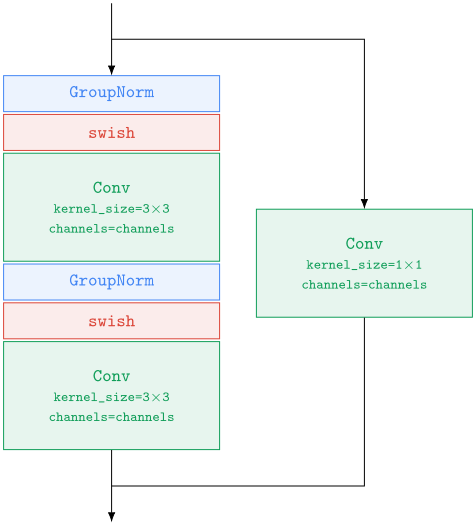 GroupNorm
swish
Conv
kernel_size=3×3
channels=channels
GroupNorm
swish
Conv
kernel_size=3×3
channels=channels
Conv
kernel_size=1×1
channels=channels